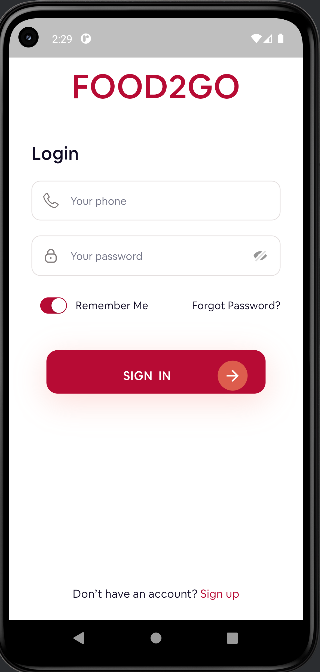 2:29
FOOD2GO
Login
Your phone
Your password
Remember Me Forgot Password?
SIGN IN
Don't have an account? Sign up